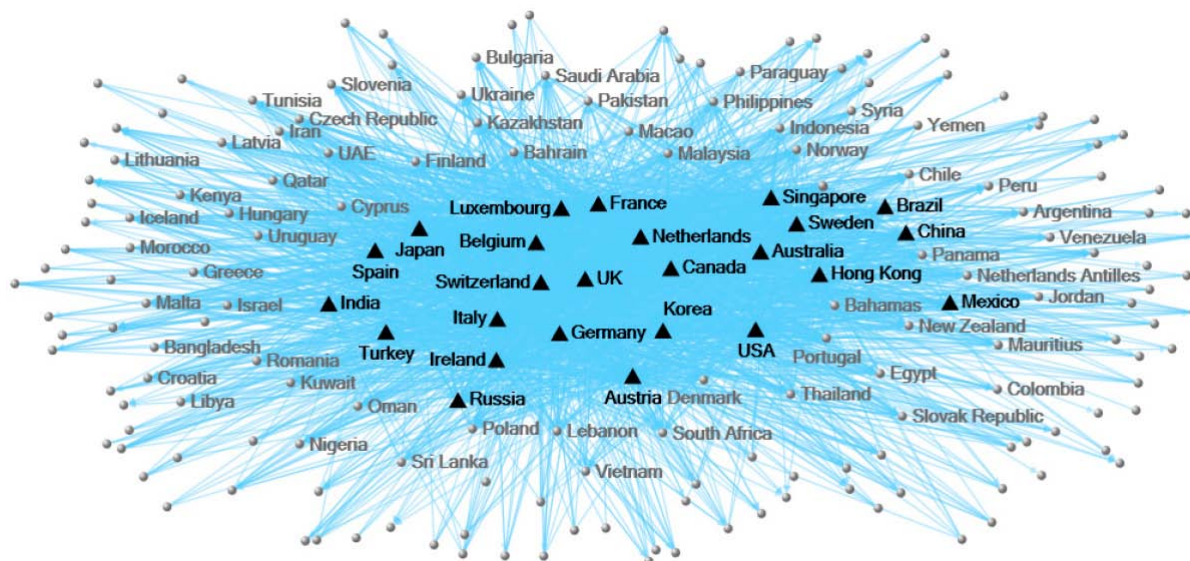 Bulgaria
Saudi Arabia
Paraguay
Slovenia
Ukraine
Pakistan
Philippines
Tunisia
Syria
Czech Republic
Kazakhstan
Macao
Indonesia
Yemen
Iran
Latvia
UAE
Finland
Bahrain
Malaysia
Norway
Lithuania
Qatar
Chile
Peru
Kenya
Cyprus
Luxembourg
France
Singapore
Brazil
Iceland
Hungary
Argentina
Uruguay
Japan
Belgium
Netherlands
Sweden
China
Venezuela
Morocco
Spain
Australia
Panama
Greece
Switzerland
UK
Canada
Hong Kong
Netherlands Antilles
Malta
Israel
India
Korea
Bahamas
Mexico
Jordan
Italy
New Zealand
Bangladesh
Turkey
Germany
USA
Portugal
Mauritius
Romania
Ireland
Croatia
Kuwait
Egypt
Libya
Oman
Russia
Austria
Denmark
Thailand
Colombia
Nigeria
Poland
Lebanon
South Africa
Slovak Republic
Sri Lanka
Vietnam